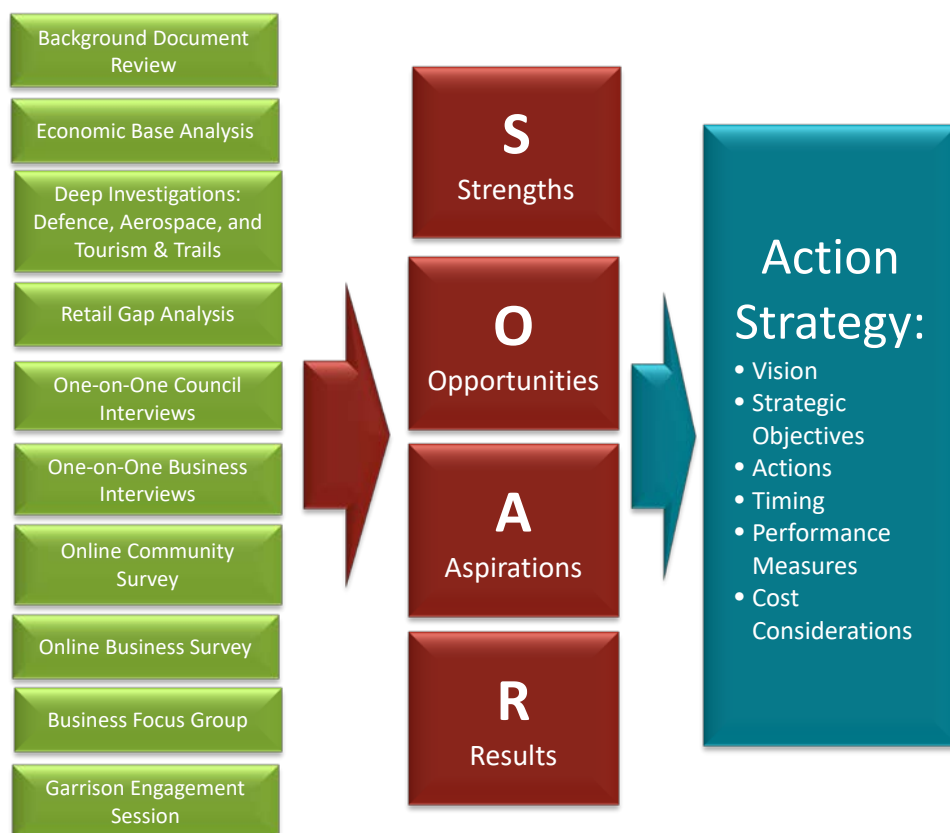 Background Document
Review
Economic Base Analysis
Deep Investigations:
Defence, Aerospace, and
Tourism & Trails
Retail Gap Analysis
One-on-One Council
Interviews
One-on-One Business
Interviews
Online Community
Survey
Online Business Survey
Business Focus Group
Garrison Engagement
Session
S
Strengths
O
Opportunities
A
Aspirations
R
Results
Action
Strategy:
• Vision
• Strategic
Objectives
• Actions
• Timing
• Performance
Measures
• Cost
Considerations